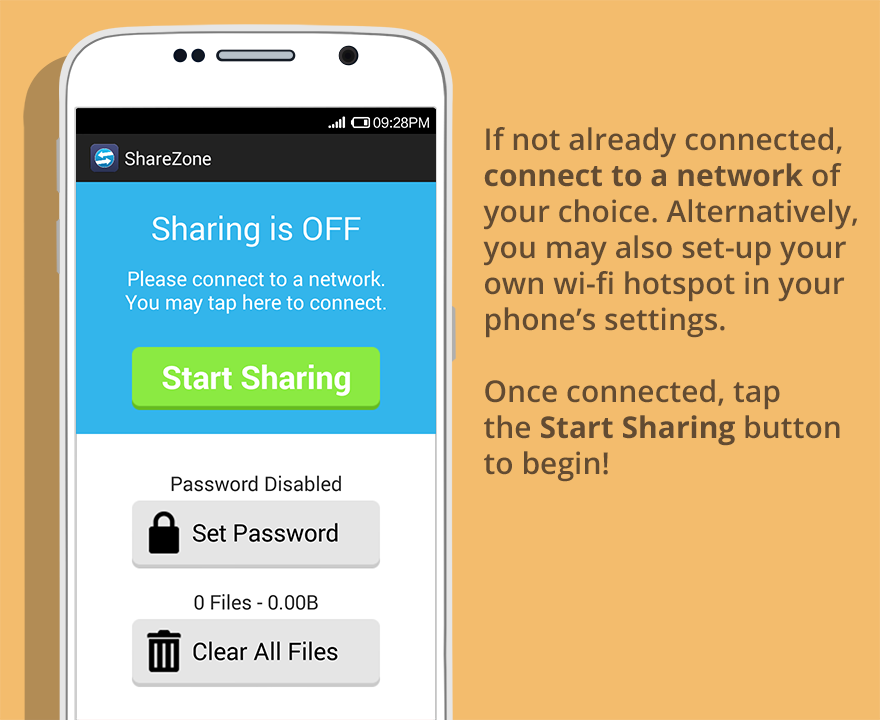 09:28PM
ShareZone
Sharing is OFF
Please connect to a network.
You may tap here to connect.
Start Sharing
Password Disabled
Set Password
0 Files - 0.00B
Clear All Files
If not already connected,
connect to a network of
your choice. Alternatively,
you may also set-up your
own wi-fi hotspot in your
phone’s settings.
Once connected, tap
the Start Sharing button
to begin!